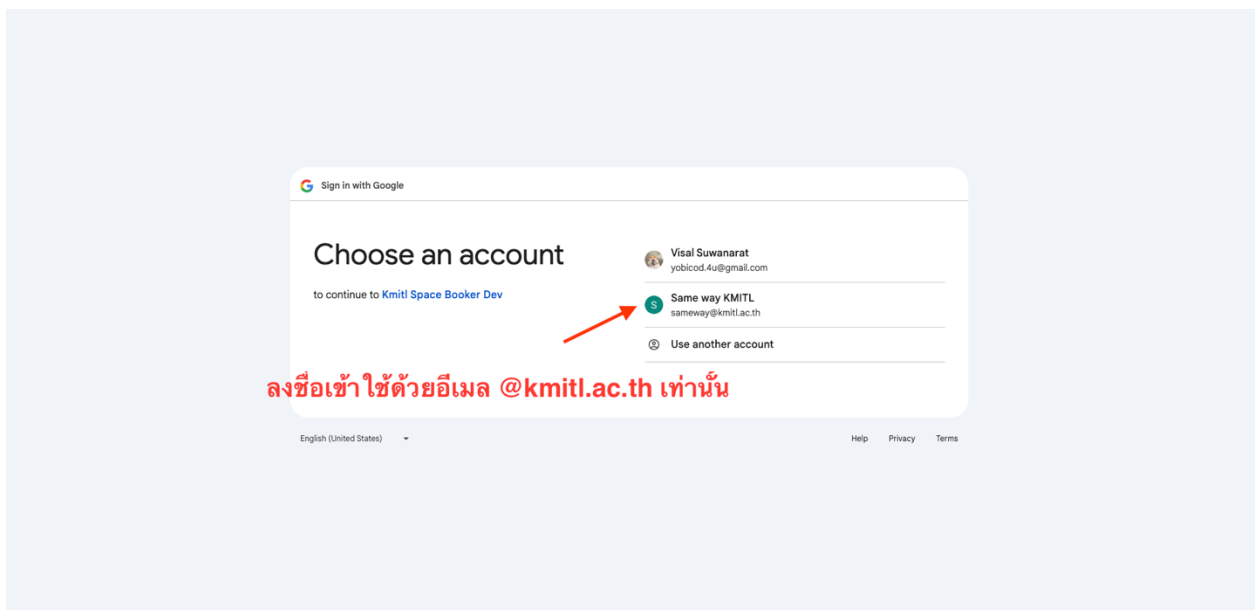 Sign in with Google
Choose an account
to continue to Kmitl Space Booker Dev
Visal Suwanarat
yobicod.4u@gmail.com
S
Same way KMITL
sameway@kmitl.ac.th
Use another account
ลงชื่อเข้าใช้ด้วยอีเมล @kmitl.ac.th เท่านั้น
English (United States)
Help Privacy Terms